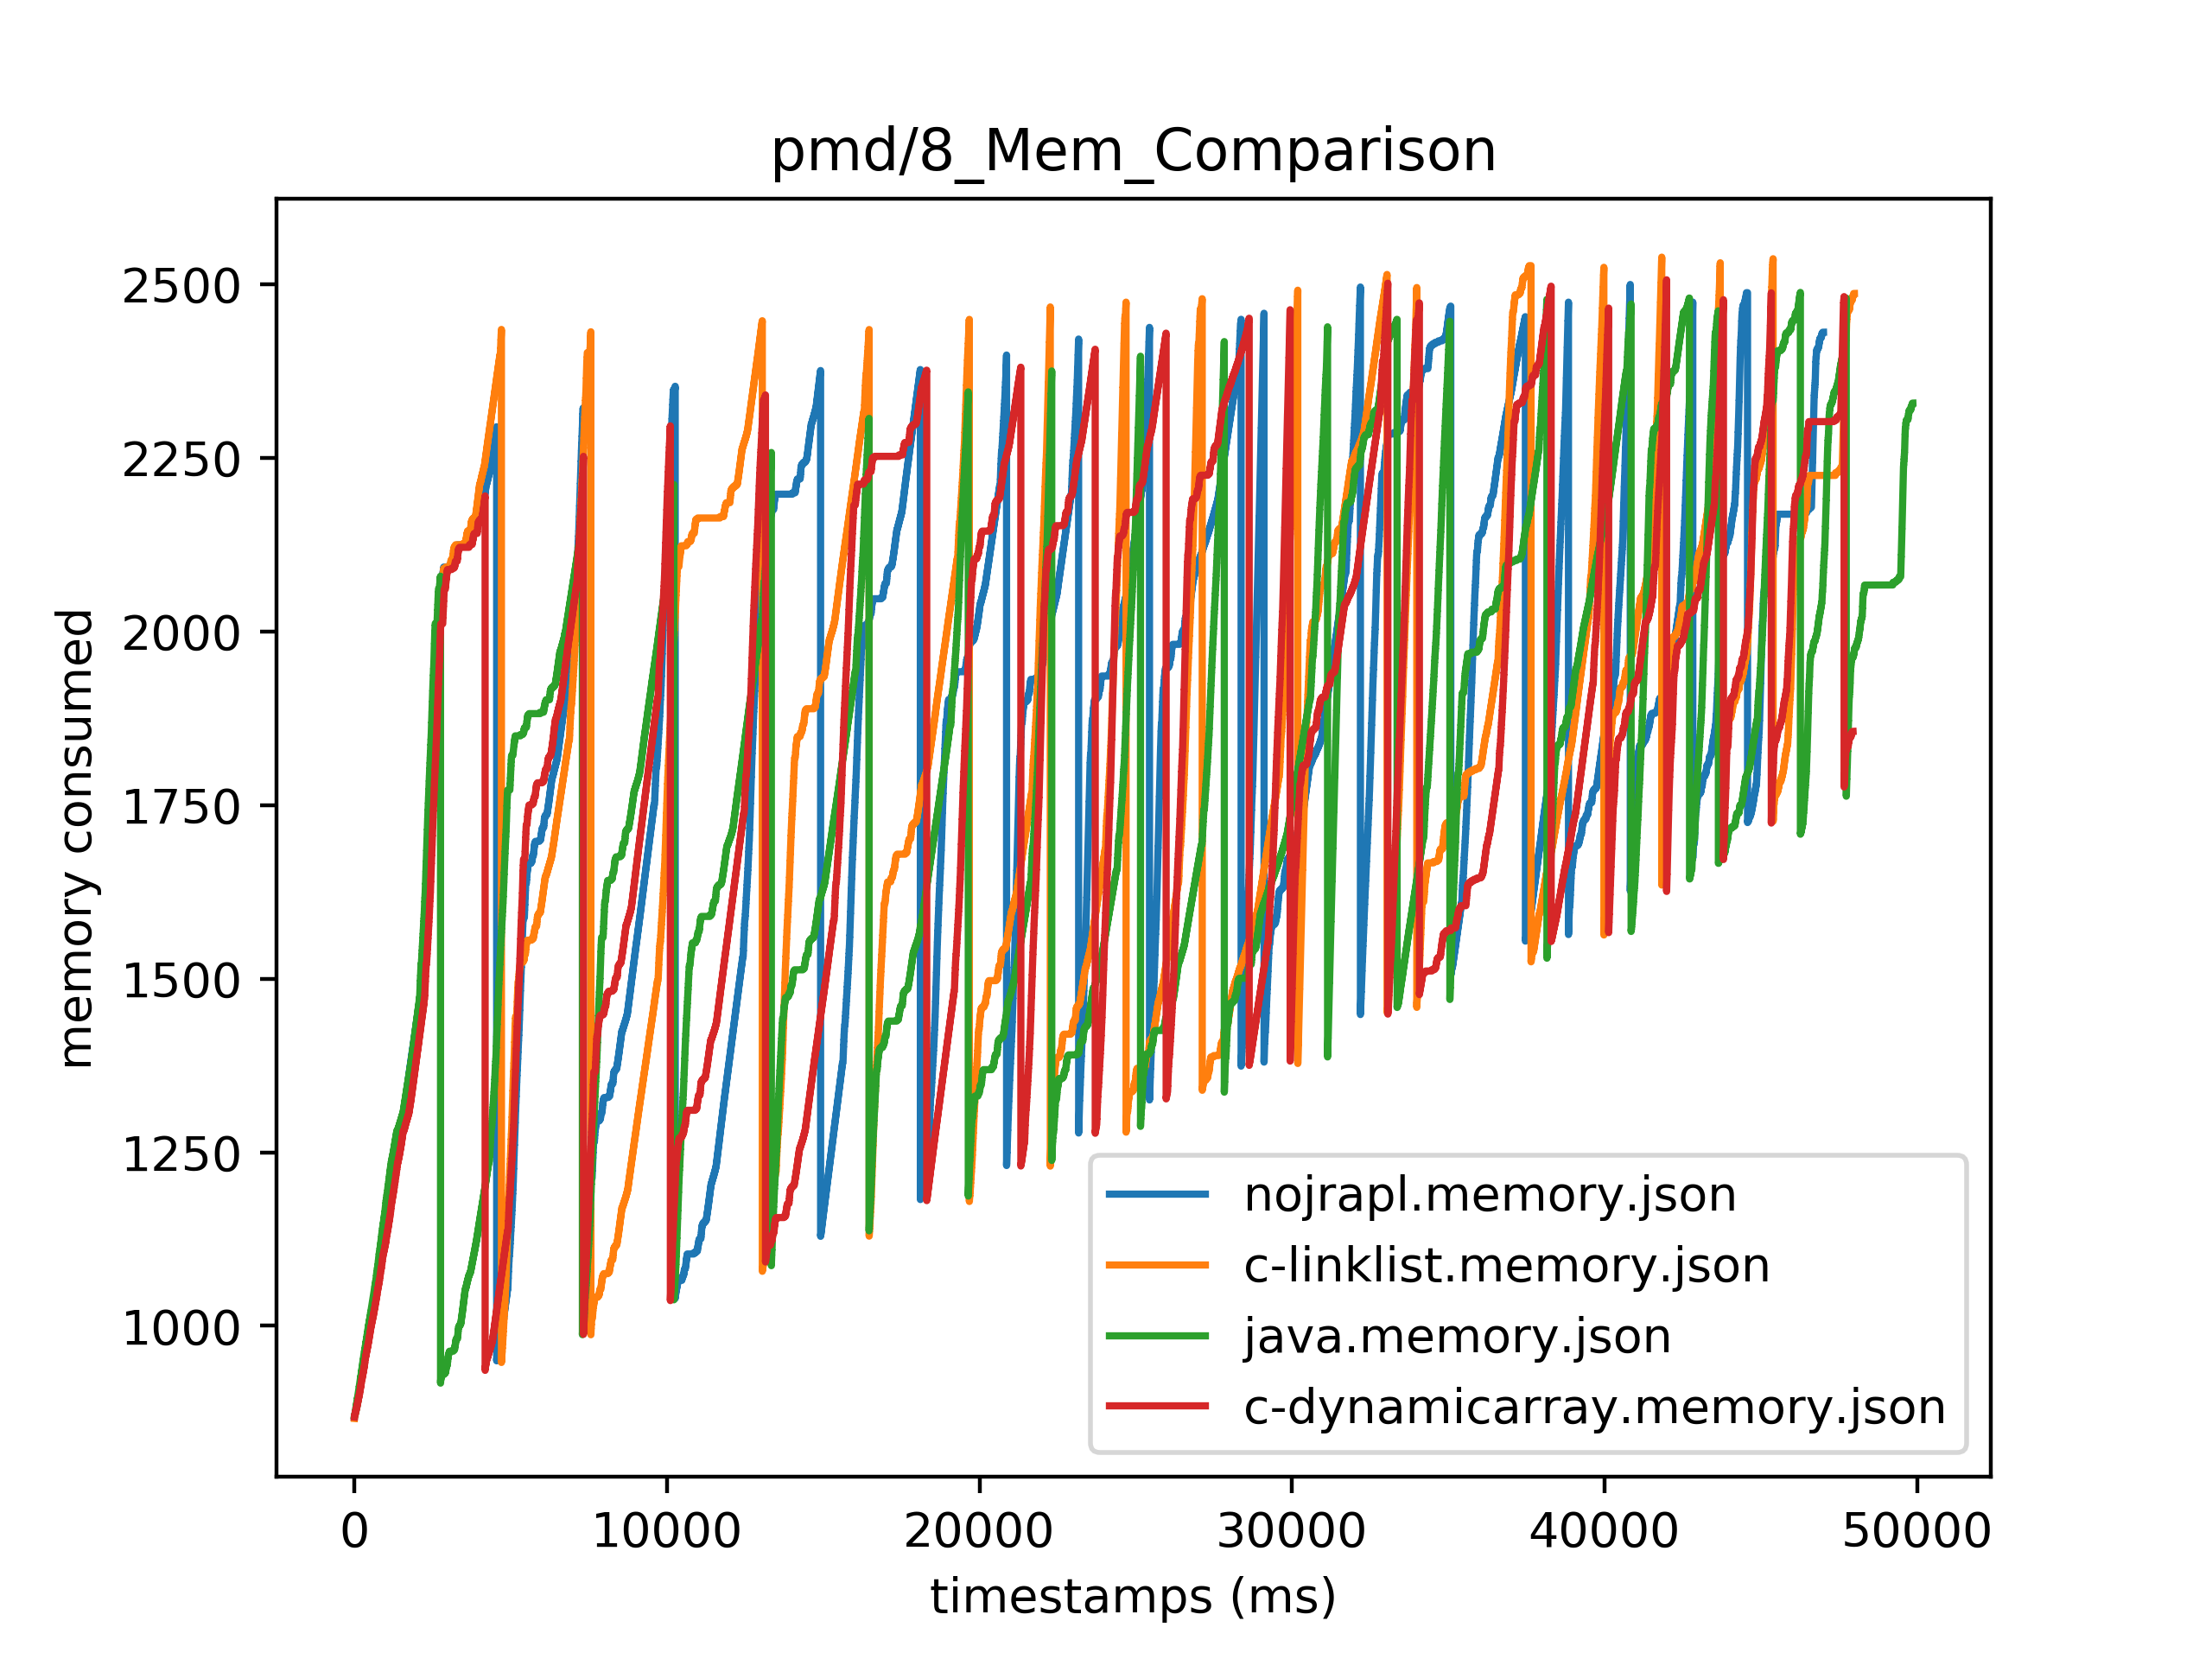 pmd/8_Mem_Comparison
memory consumed
2500
2250
2000
1750
1500
1250
1000
nojrapl.memory.json
c-linklist.memory.json
java.memory.json
c-dynamicarray.memory.json
0 10000 20000 30000 40000 50000
timestamps (ms)